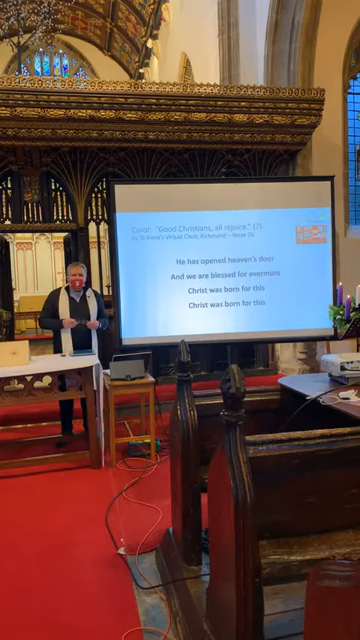 Carol: "Good Christians, all rejoice." (7)
by St Anne's Virtual Choir, Richmond – Verse 2b
He has opened heaven's door
And we are blessed for evermore
Christ was born for this
Christ was born for this